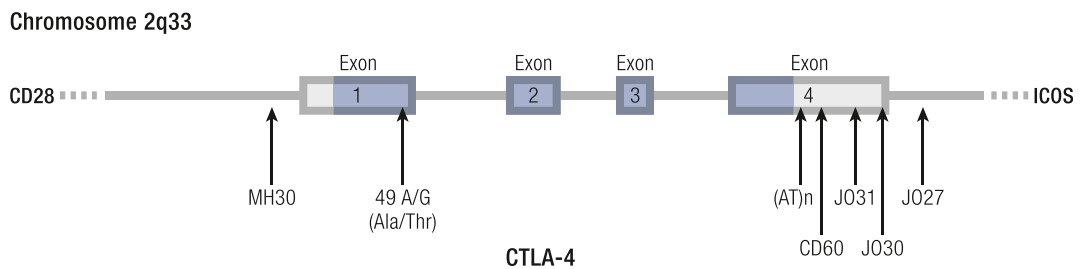 Chromosome 2q33
Exon Exon Exon Exon
CD28 1 2 3 4 ICOS
MH30 49 A/G (AT)n JO31 JO27
(Ala/Thr)
CD60 JO30
CTLA-4